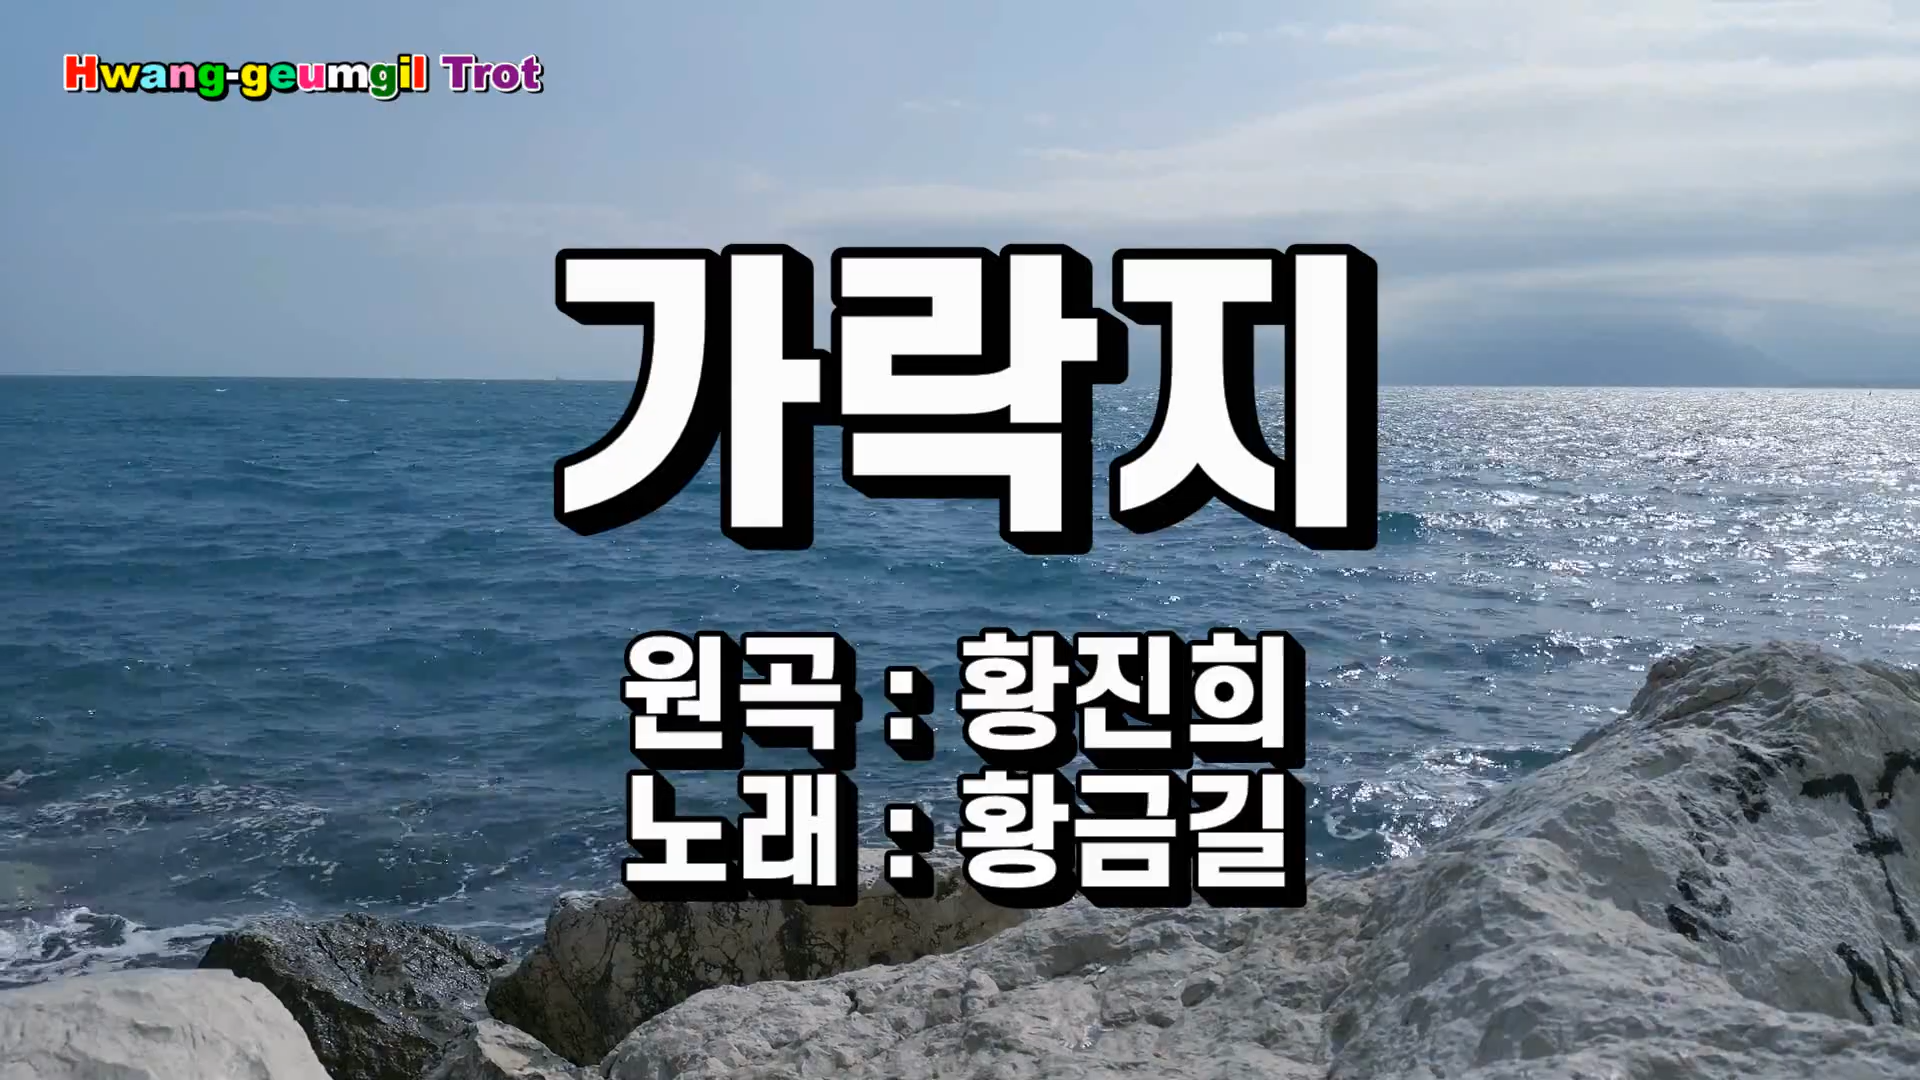 Hwang-geumgil Trot
가락지
원곡 : 황진희
노래 : 황금길